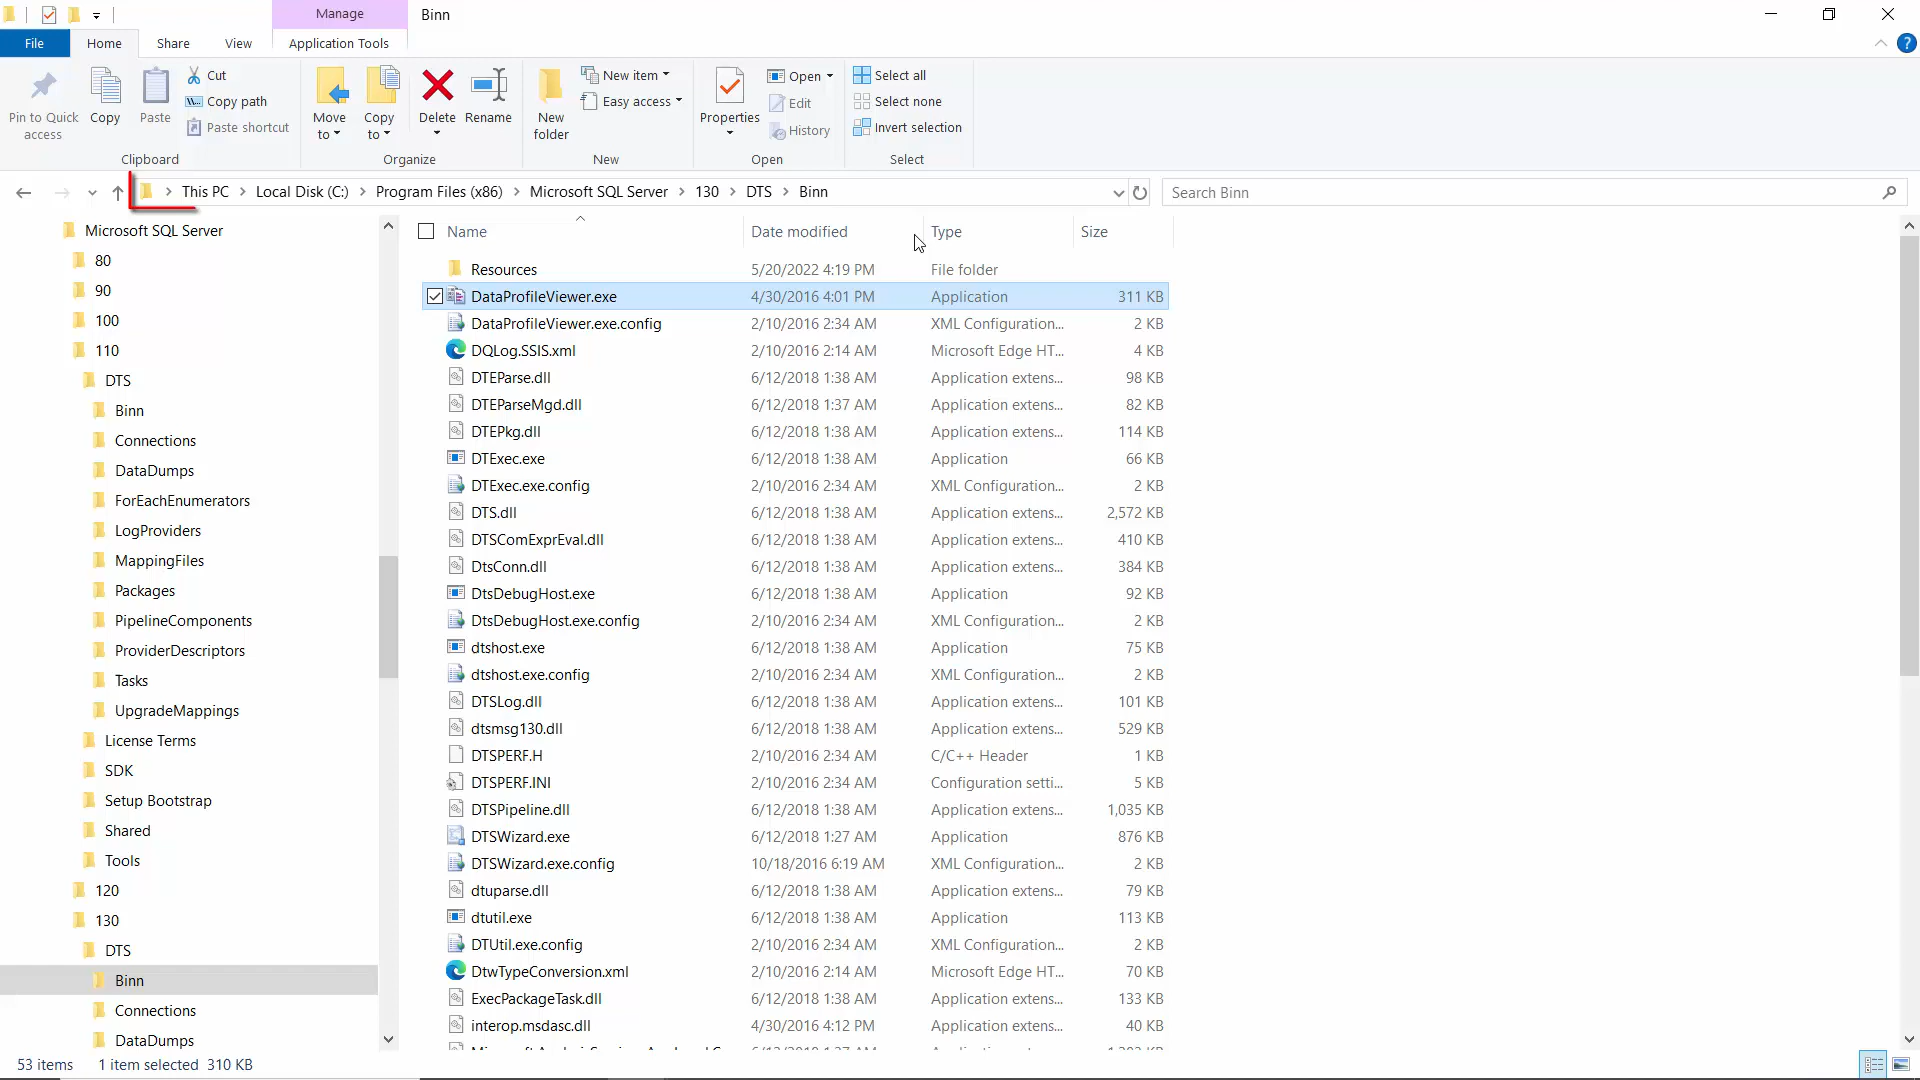 Manage
Binn
File
Home
Share
View
Application Tools
Pin to Quick access
Copy
Paste
Cut
Copy path
Paste shortcut
Clipboard
Move to
Copy to
Delete
Rename
Organize
New folder
New item
Easy access
New
Properties
Open
Edit
History
Open
Select all
Select none
Invert selection
Select
This PC > Local Disk (C:) > Program Files (x86) > Microsoft SQL Server > 130 > DTS > Binn
Search Binn
Microsoft SQL Server
80
90
100
110
DTS
Binn
Connections
DataDumps
ForEachEnumerators
LogProviders
MappingFiles
Packages
PipelineComponents
ProviderDescriptors
Tasks
UpgradeMappings
License Terms
SDK
Setup Bootstrap
Shared
Tools
120
130
DTS
Binn
Connections
DataDumps
Name Date modified Type Size
Resources 5/20/2022 4:19 PM File folder
DataProfileViewer.exe 4/30/2016 4:01 PM Application 311 KB
DataProfileViewer.exe.config 2/10/2016 2:34 AM XML Configuration... 2 KB
DQLog.SSIS.xml 2/10/2016 2:14 AM Microsoft Edge HT... 4 KB
DTEParse.dll 6/12/2018 1:38 AM Application extens... 98 KB
DTEParseMgd.dll 6/12/2018 1:37 AM Application extens... 82 KB
DTEPkg.dll 6/12/2018 1:38 AM Application extens... 114 KB
DTExec.exe 6/12/2018 1:38 AM Application 66 KB
DTExec.exe.config 2/10/2016 2:34 AM XML Configuration... 2 KB
DTS.dll 6/12/2018 1:38 AM Application extens... 2,572 KB
DTSComExprEval.dll 6/12/2018 1:38 AM Application extens... 410 KB
DtsConn.dll 6/12/2018 1:38 AM Application extens... 384 KB
DtsDebugHost.exe 6/12/2018 1:38 AM Application 92 KB
DtsDebugHost.exe.config 2/10/2016 2:34 AM XML Configuration... 2 KB
dtshost.exe 6/12/2018 1:38 AM Application 75 KB
dtshost.exe.config 2/10/2016 2:34 AM XML Configuration... 2 KB
DTSLog.dll 6/12/2018 1:38 AM Application extens... 101 KB
dtsmsg130.dll 6/12/2018 1:38 AM Application extens... 529 KB
DTSPERF.H 2/10/2016 2:34 AM C/C++ Header 1 KB
DTSPERF.INI 2/10/2016 2:34 AM Configuration setti... 5 KB
DTSPipeline.dll 6/12/2018 1:38 AM Application extens... 1,035 KB
DTSWizard.exe 6/12/2018 1:27 AM Application 876 KB
DTSWizard.exe.config 10/18/2016 6:19 AM XML Configuration... 2 KB
dtuparse.dll 6/12/2018 1:38 AM Application extens... 79 KB
dtutil.exe 6/12/2018 1:38 AM Application 113 KB
DTUtil.exe.config 2/10/2016 2:34 AM XML Configuration... 2 KB
DtwTypeConversion.xml 2/10/2016 2:14 AM Microsoft Edge HT... 70 KB
ExecPackageTask.dll 6/12/2018 1:38 AM Application extens... 133 KB
interop.msdasc.dll 4/30/2016 4:12 PM Application extens... 40 KB
53 items 1 item selected 310 KB